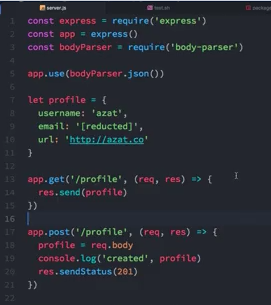 server.js
test.sh
package
1 const express = require('express')
2 const app = express()
3 const bodyParser = require('body-parser')
4
5 app.use(bodyParser.json())
6
7 let profile = {
8 username: 'azat',
9 email: '[reducted]',
10 url: 'http://azat.co'
11 }
12
13 app.get('/profile', (req, res) => {
14 res.send(profile)
15 })
16
17 app.post('/profile', (req, res) => {
18 profile = req.body
19 console.log('created', profile)
20 res.sendStatus(201)
21 })
22